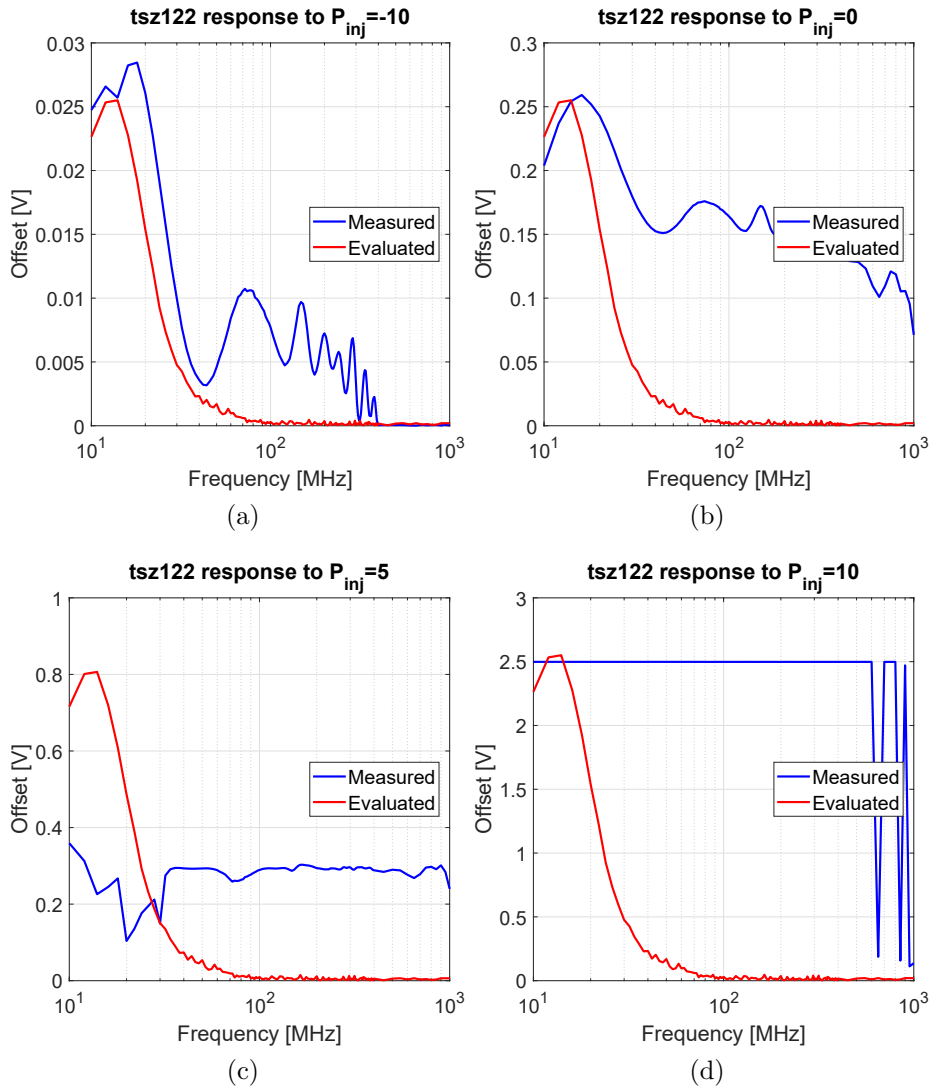 tsz122 response to P_inj=-10
0.03
0.025
0.02
0.015
0.01
0.005
0
Offset [V]
Measured
Evaluated
10^1
10^2
10^3
Frequency [MHz]
(a)
tsz122 response to P_inj=0
0.3
0.25
0.2
0.15
0.1
0.05
0
Offset [V]
Measured
Evaluated
10^1
10^2
10^3
Frequency [MHz]
(b)
tsz122 response to P_inj=5
1
0.8
0.6
0.4
0.2
0
Offset [V]
Measured
Evaluated
10^1
10^2
10^3
Frequency [MHz]
(c)
tsz122 response to P_inj=10
3
2.5
2
1.5
1
0.5
0
Offset [V]
Measured
Evaluated
10^1
10^2
10^3
Frequency [MHz]
(d)